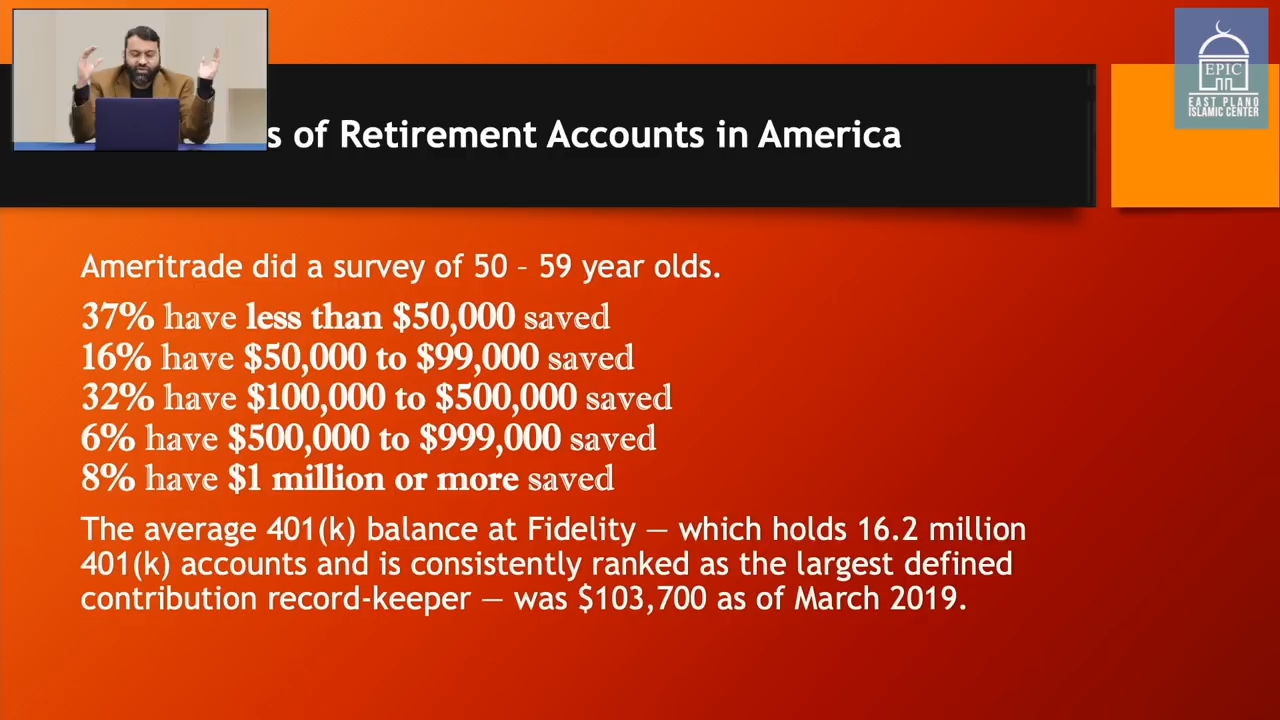 s of Retirement Accounts in America
EPIC
EAST PLANO
ISLAMIC CENTER
Ameritrade did a survey of 50 – 59 year olds.
37% have less than $50,000 saved
16% have $50,000 to $99,000 saved
32% have $100,000 to $500,000 saved
6% have $500,000 to $999,000 saved
8% have $1 million or more saved
The average 401(k) balance at Fidelity — which holds 16.2 million
401(k) accounts and is consistently ranked as the largest defined
contribution record-keeper — was $103,700 as of March 2019.